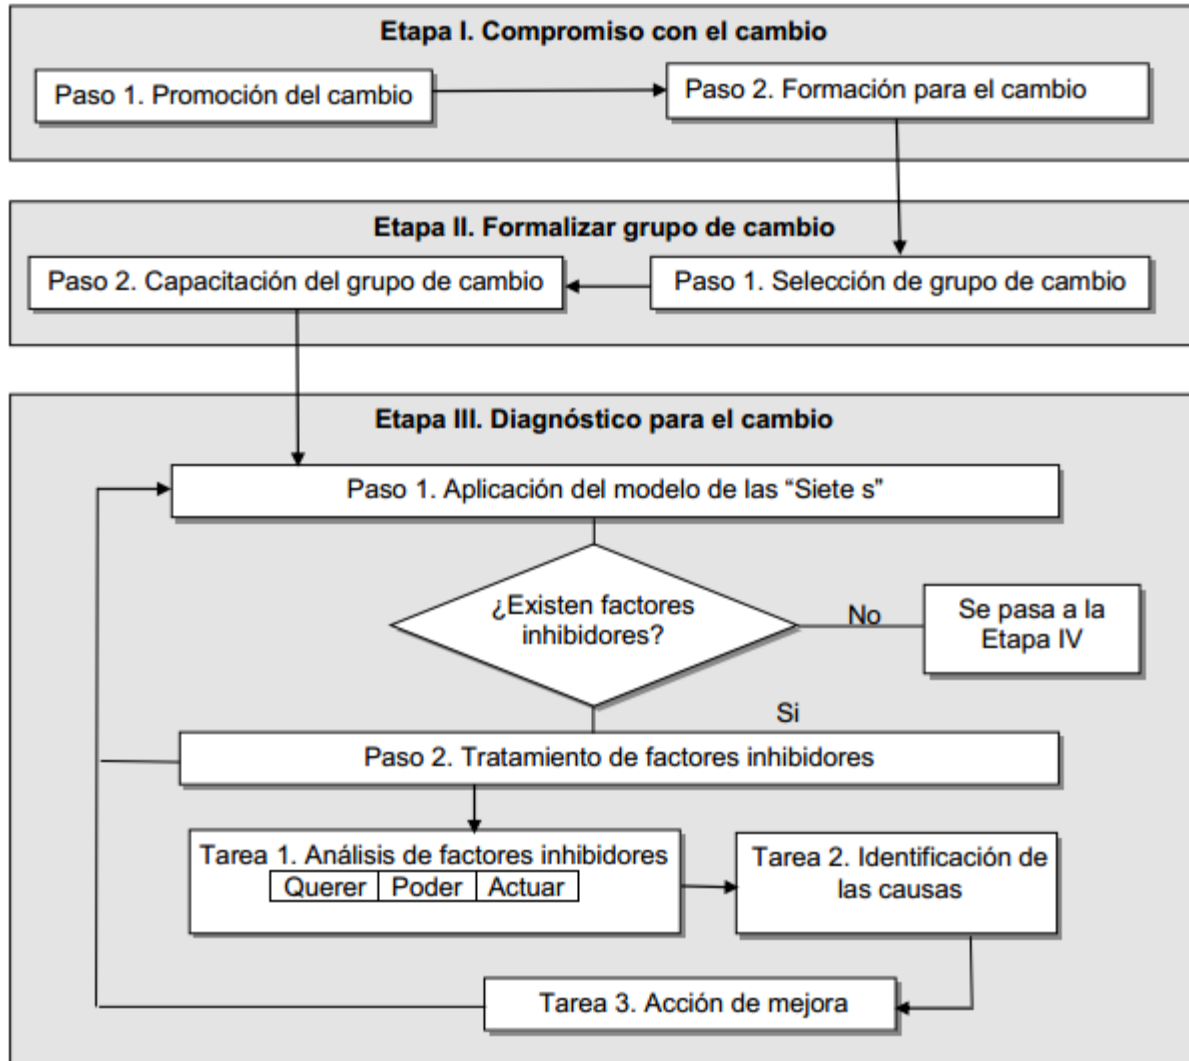 Etapa I. Compromiso con el cambio
Paso 1. Promoción del cambio
Paso 2. Formación para el cambio
Etapa II. Formalizar grupo de cambio
Paso 2. Capacitación del grupo de cambio
Paso 1. Selección de grupo de cambio
Etapa III. Diagnóstico para el cambio
Paso 1. Aplicación del modelo de las “Siete s”
¿Existen factores
inhibidores?
No
Se pasa a la
Etapa IV
Si
Paso 2. Tratamiento de factores inhibidores
Tarea 1. Análisis de factores inhibidores
Querer Poder Actuar
Tarea 2. Identificación de
las causas
Tarea 3. Acción de mejora